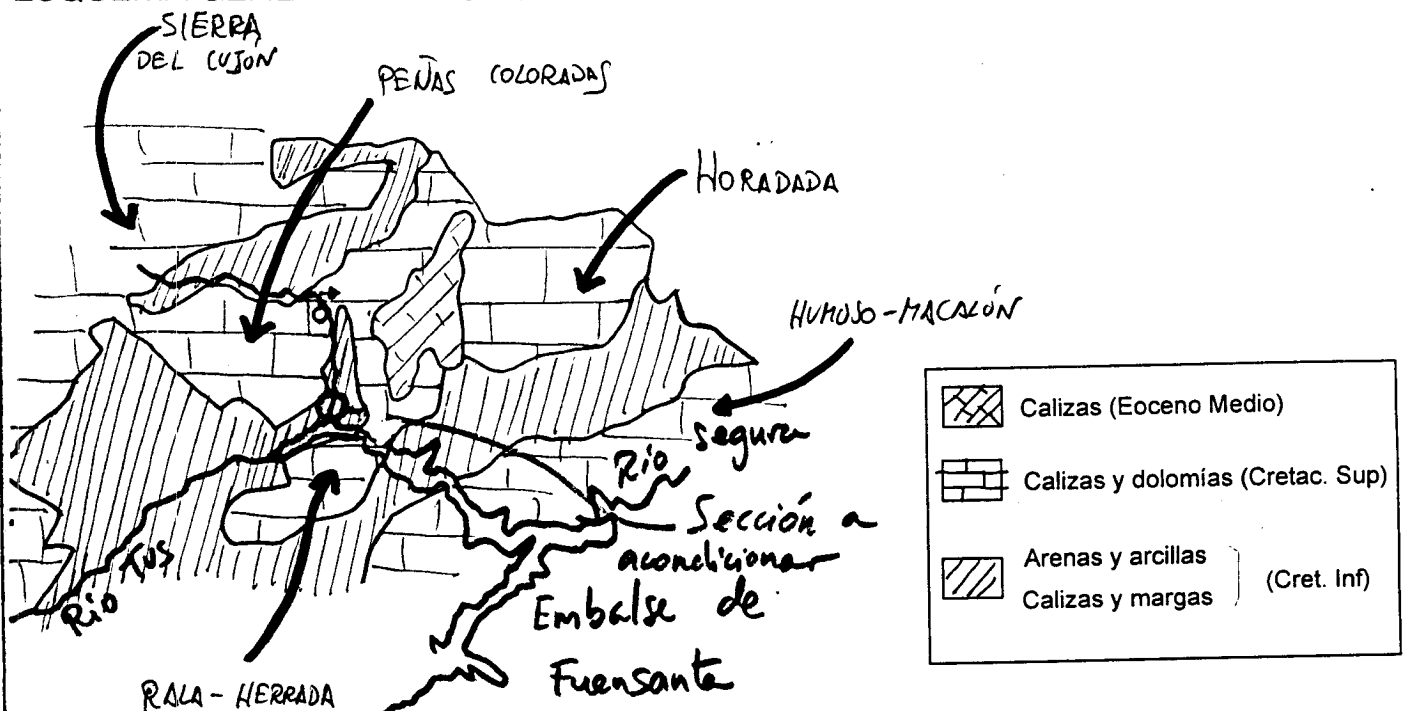 SIERRA
DEL CUJON
PEÑAS COLORADAS
HORADADA
HUMOSO-MACALÓN
Río segura
Sección a
acondicionar
Embalse de
Fuensanta
Río TUS
RALA-HERRADA
Calizas (Eoceno Medio)
Calizas y dolomías (Cretac. Sup)
Arenas y arcillas
Calizas y margas
(Cret. Inf)